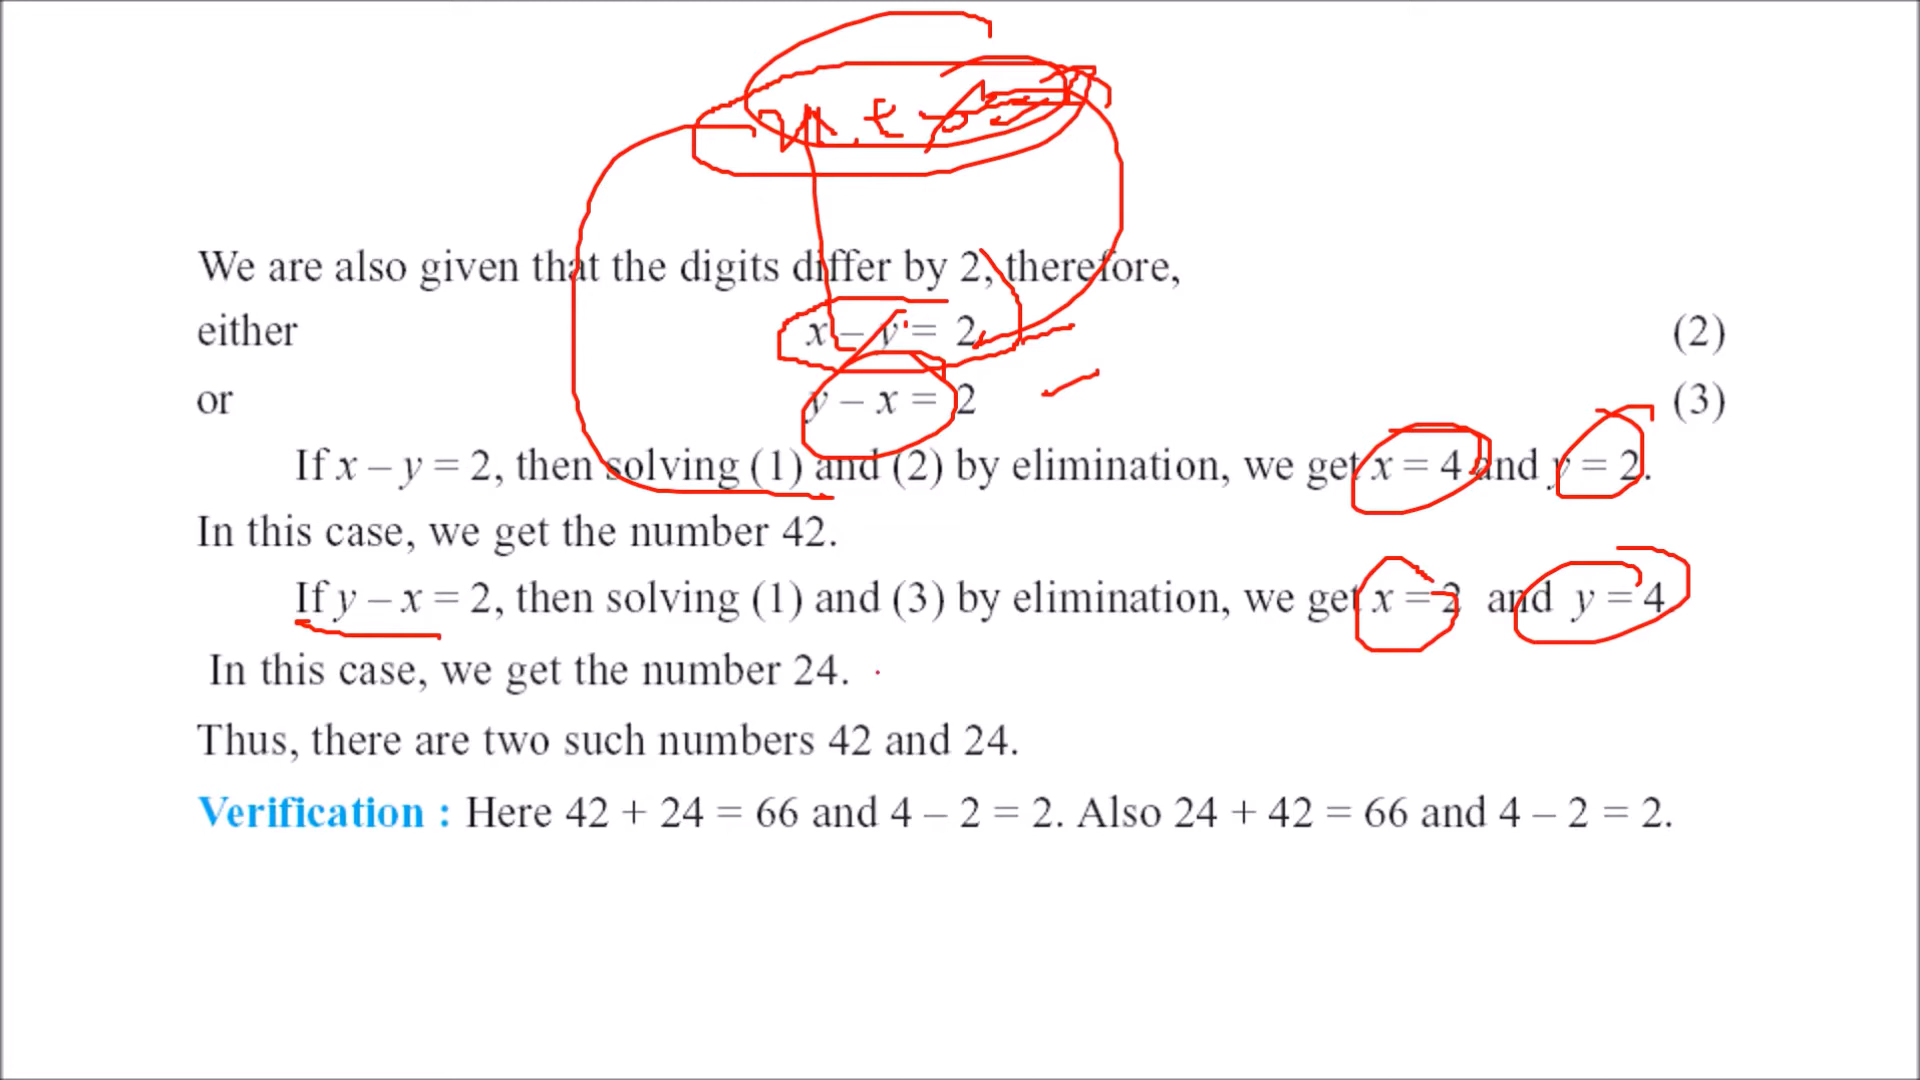 We are also given that the digits differ by 2, therefore,
either x – y = 2 (2)
or y – x = 2 (3)
If x – y = 2, then solving (1) and (2) by elimination, we get x = 4 and y = 2.
In this case, we get the number 42.
If y – x = 2, then solving (1) and (3) by elimination, we get x = 2 and y = 4
In this case, we get the number 24.
Thus, there are two such numbers 42 and 24.
Verification : Here 42 + 24 = 66 and 4 – 2 = 2. Also 24 + 42 = 66 and 4 – 2 = 2.